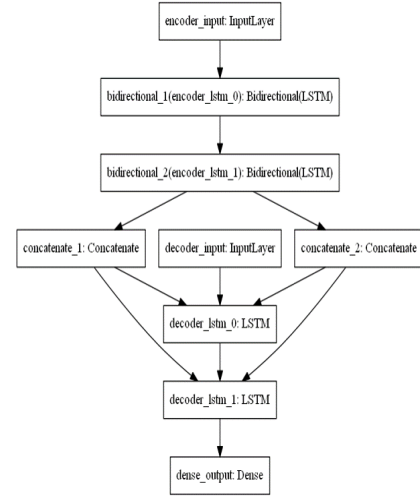 encoder_input: InputLayer
bidirectional_1(encoder_lstm_0): Bidirectional(LSTM)
bidirectional_2(encoder_lstm_1): Bidirectional(LSTM)
concatenate_1: Concatenate
decoder_input: InputLayer
concatenate_2: Concatenate
decoder_lstm_0: LSTM
decoder_lstm_1: LSTM
dense_output: Dense